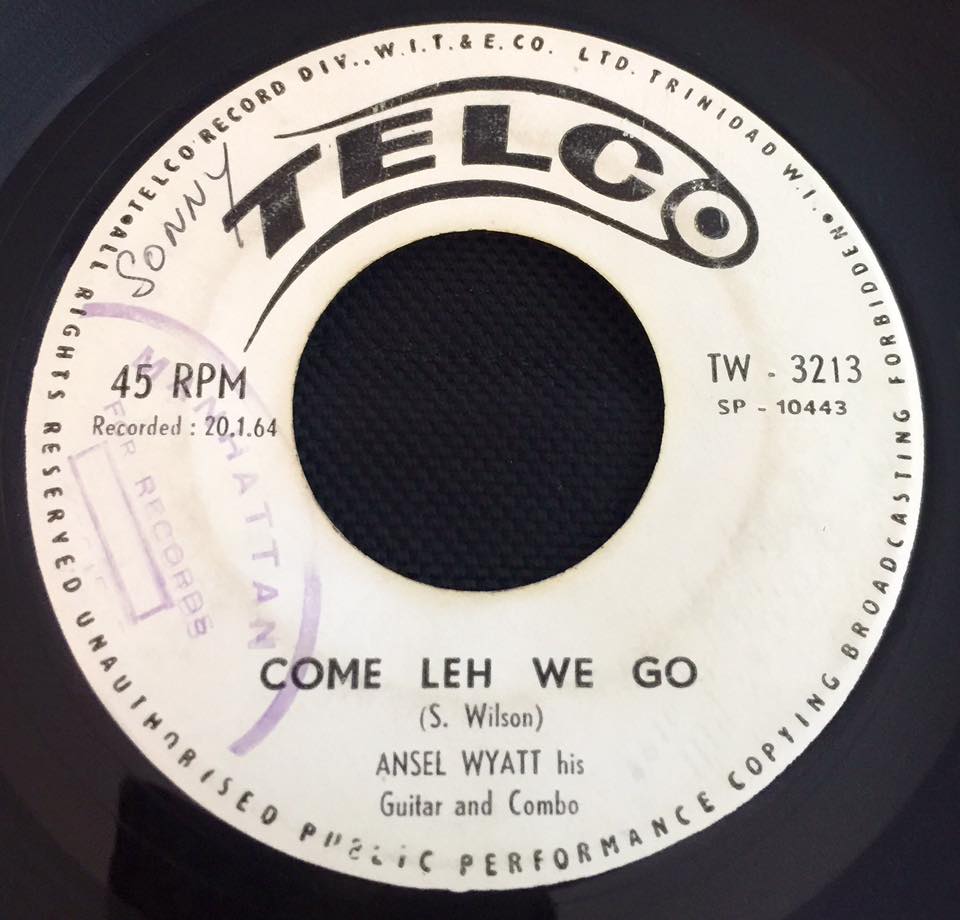 TELCO RECORD DIV.. W.I.T. & E. CO. LTD. TRINIDAD W.I.
ALL RIGHTS RESERVED UNAUTHORISED PUBLIC PERFORMANCE COPYING BROADCASTING FORBIDDEN
TELCO
SONNY
45 RPM
Recorded : 20.1.64
TW - 3213
SP - 10443
MANHATTAN
FOR RECORDS
COME LEH WE GO
(S. Wilson)
ANSEL WYATT his
Guitar and Combo